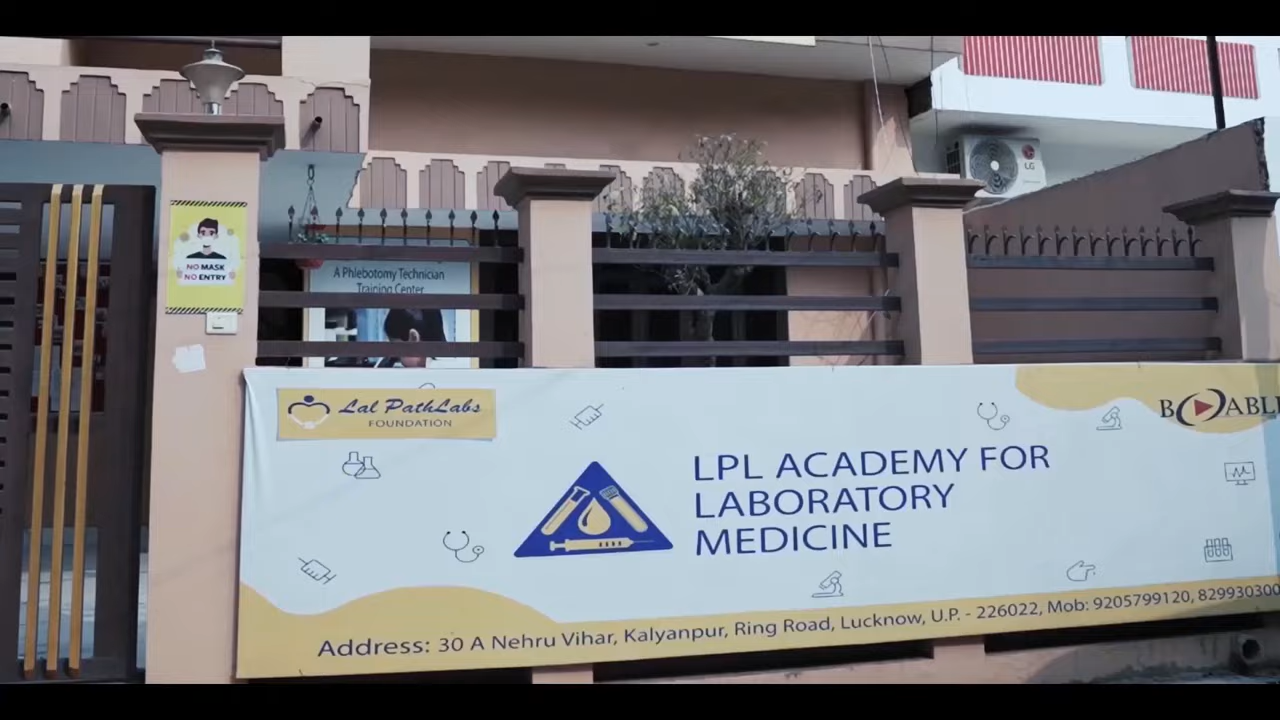 LG
NO MASK
NO ENTRY
A Phlebotomy Technician
Training Center
Lal PathLabs
FOUNDATION
LPL ACADEMY FOR
LABORATORY
MEDICINE
Address: 30 A Nehru Vihar, Kalyanpur, Ring Road, Lucknow, U.P. - 226022, Mob: 9205799120, 829930300